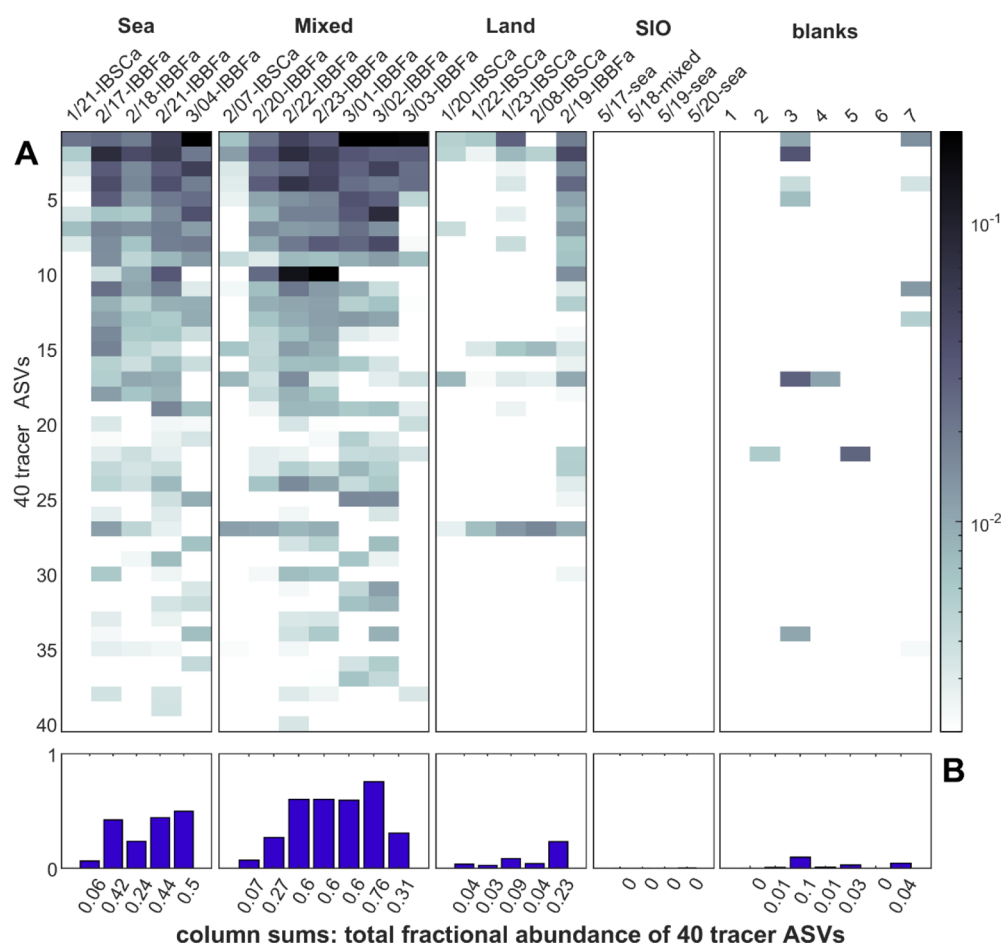 Sea Mixed Land SIO blanks
1/21-IBSCa 2/17-IBBFa 2/18-IBBFa 2/21-IBBFa 3/04-IBBFa 2/07-IBSCa 2/20-IBBFa 2/22-IBBFa 2/23-IBBFa 3/01-IBBFa 3/02-IBBFa 3/03-IBBFa 1/20-IBSCa 1/22-IBSCa 1/23-IBSCa 2/08-IBSCa 2/19-IBBFa 5/17-sea 5/18-mixed 5/19-sea 5/20-sea 1 2 3 4 5 6 7
A
40 tracer ASVs
5
10
15
20
25
30
35
40
10-1
10-2
B
1
0
0.06 0.42 0.24 0.44 0.5 0.07 0.27 0.6 0.6 0.6 0.76 0.31 0.04 0.03 0.09 0.04 0.23 0 0 0 0 0 0.01 0.1 0.01 0.03 0 0.04
column sums: total fractional abundance of 40 tracer ASVs